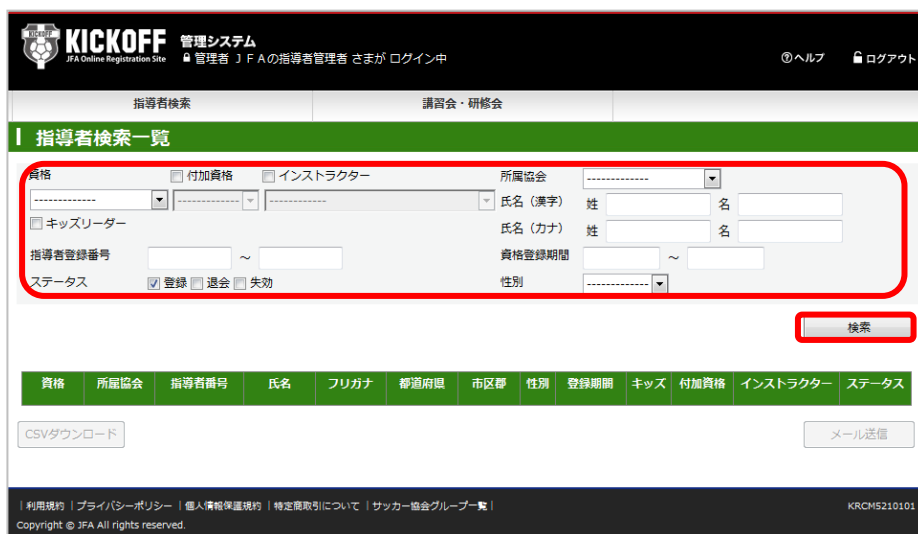 KICKOFF
KICKOFF
JFA Online Registration Site
管理システム
管理者 ＪＦＡの指導者管理者 さまが ログイン中
?ヘルプ
ログアウト
指導者検索
講習会・研修会
指導者検索一覧
資格
付加資格
インストラクター
所属協会
-------------
-------------
-------------
-------------
氏名（漢字）
姓
名
キッズリーダー
氏名（カナ）
姓
名
指導者登録番号
～
資格登録期間
～
ステータス
登録
退会
失効
性別
-------------
検索
資格 所属協会 指導者番号 氏名 フリガナ 都道府県 市区郡 性別 登録期間 キッズ 付加資格 インストラクター ステータス
CSVダウンロード
メール送信
| 利用規約 | プライバシーポリシー | 個人情報保護規約 | 特定商取引について | サッカー協会グループ一覧 |
KRCM5210101
Copyright © JFA All rights reserved.